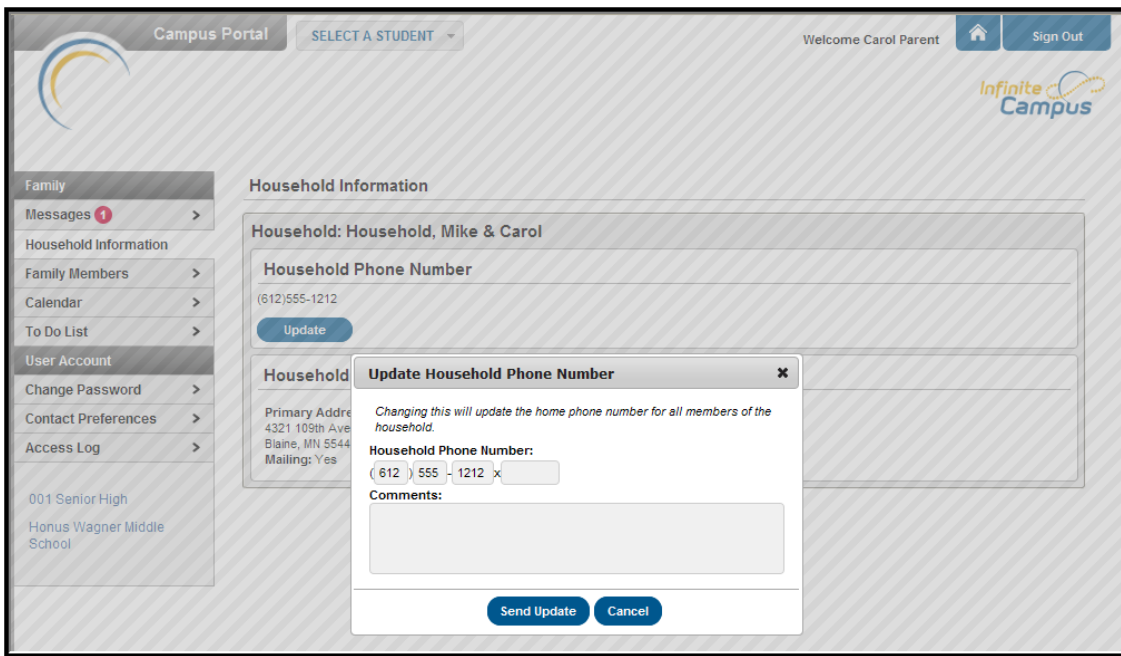 Campus Portal
SELECT A STUDENT
Welcome Carol Parent
Sign Out
Infinite
Campus
Family
Messages 1
Household Information
Family Members
Calendar
To Do List
User Account
Change Password
Contact Preferences
Access Log
001 Senior High
Honus Wagner Middle
School
Household Information
Household: Household, Mike & Carol
Household Phone Number
(612)555-1212
Update
Household
Primary Addre
4321 109th Ave
Blaine, MN 5544
Mailing: Yes
Update Household Phone Number
Changing this will update the home phone number for all members of the
household.
Household Phone Number:
(612)555-1212 x
Comments:
Send Update Cancel